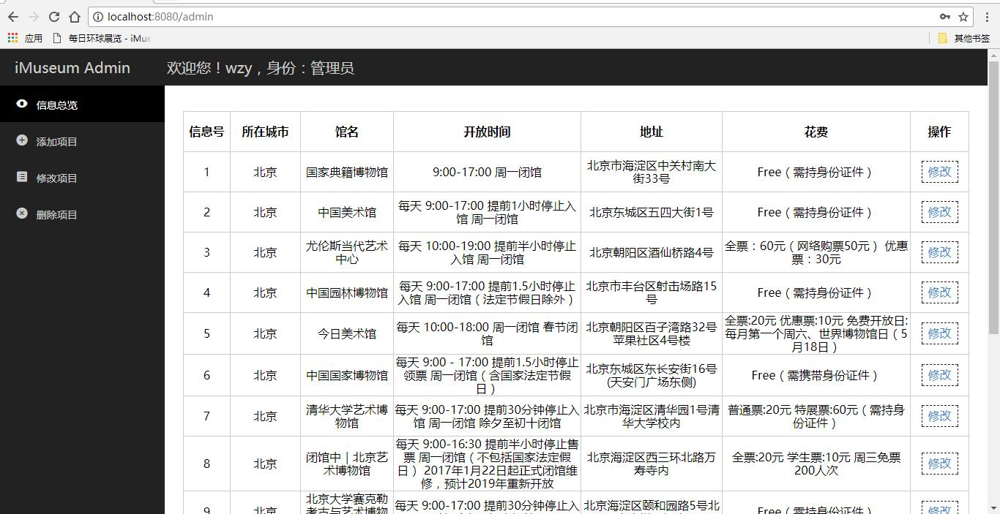 localhost:8080/admin
应用
每日环球展览 - iMus
其他书签
iMuseum Admin
欢迎您！wzy，身份：管理员
信息总览
添加项目
修改项目
删除项目
信息号 所在城市 馆名 开放时间 地址 花费 操作
1 北京 国家典籍博物馆 9:00-17:00 周一闭馆
北京市海淀区中关村南大
街33号
Free（需持身份证件）
修改
2 北京 中国美术馆
每天 9:00-17:00 提前1小时停止入
馆 周一闭馆
北京东城区五四大街1号
Free（需持身份证件）
修改
3 北京
尤伦斯当代艺术
中心
每天 10:00-19:00 提前半小时停止
入馆 周一闭馆
北京朝阳区酒仙桥路4号
全票：60元（网络购票50元） 优惠
票：30元
修改
4 北京 中国园林博物馆
每天 9:00-17:00 提前1.5小时停止
入馆 周一闭馆（法定节假日除外）
北京市丰台区射击场路15
号
Free（需持身份证件）
修改
5 北京 今日美术馆
每天 10:00-18:00 周一闭馆 春节闭
馆
北京朝阳区百子湾路32号
苹果社区4号楼
全票:20元 优惠票:10元 免费开放日:
每月第一个周六、世界博物馆日（5
月18日）
修改
6 北京 中国国家博物馆
每天 9:00 - 17:00 提前1.5小时停止
领票 周一闭馆（含国家法定节假
日）
北京东城区东长安街16号
(天安门广场东侧)
Free（需携带身份证件）
修改
7 北京
清华大学艺术博
物馆
每天 9:00-17:00 提前30分钟停止入
馆 周一闭馆 除夕至初十闭馆
北京市海淀区清华园1号清
华大学校内
普通票:20元 特展票:60元（需持身
份证件）
修改
8 北京
闭馆中｜北京艺
术博物馆
每天 9:00-16:30 提前半小时停止售
票 周一闭馆（不包括国家法定假
日） 2017年1月22日起正式闭馆维
修，预计2019年重新开放
北京海淀区西三环北路万
寿寺内
全票:20元 学生票:10元 周三免票
200人次
修改
9 北京
北京大学赛克勒
考古与艺术博物
每天 9:00-17:00 提前30分钟停止入
北京海淀区颐和园路5号北
Free（需持身份证件）
修改